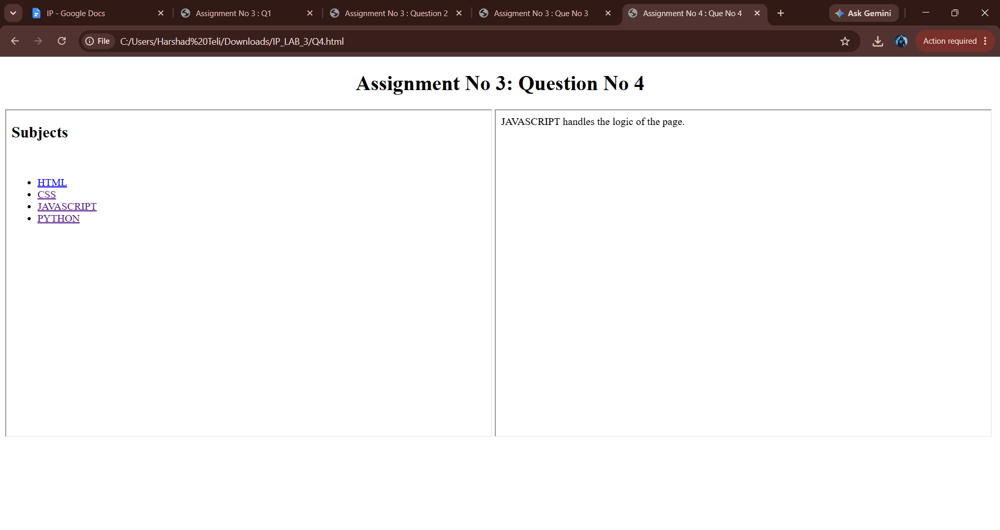 IP - Google Docs
Assignment No 3 : Q1
Assignment No 3 : Question 2
Assigment No 3 : Que No 3
Assignment No 4 : Que No 4
Ask Gemini
File
C:/Users/Harshad%20Teli/Downloads/IP_LAB_3/Q4.html
Action required
Assignment No 3: Question No 4
Subjects
HTML
CSS
JAVASCRIPT
PYTHON
JAVASCRIPT handles the logic of the page.